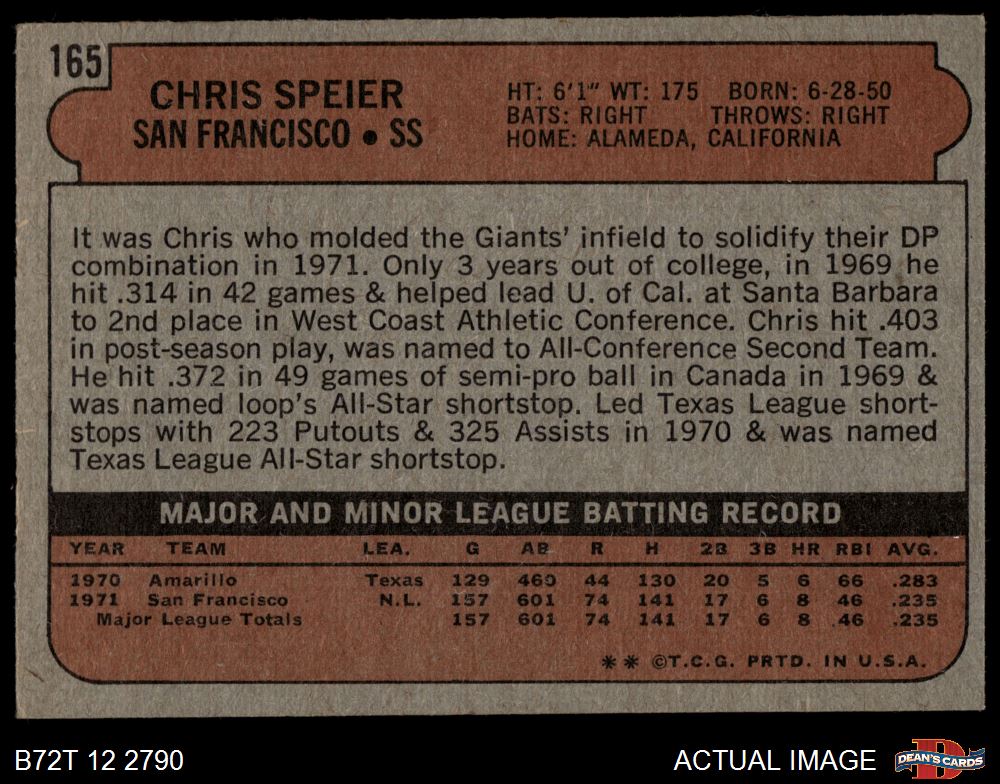 165
CHRIS SPEIER
SAN FRANCISCO • SS
HT: 6'1" WT: 175 BORN: 6-28-50
BATS: RIGHT THROWS: RIGHT
HOME: ALAMEDA, CALIFORNIA
It was Chris who molded the Giants' infield to solidify their DP
combination in 1971. Only 3 years out of college, in 1969 he
hit .314 in 42 games & helped lead U. of Cal. at Santa Barbara
to 2nd place in West Coast Athletic Conference. Chris hit .403
in post-season play, was named to All-Conference Second Team.
He hit .372 in 49 games of semi-pro ball in Canada in 1969 &
was named loop's All-Star shortstop. Led Texas League short-
stops with 223 Putouts & 325 Assists in 1970 & was named
Texas League All-Star shortstop.
MAJOR AND MINOR LEAGUE BATTING RECORD
YEAR TEAM LEA. G AB R H 2B 3B HR RBI AVG.
1970 Amarillo Texas 129 460 44 130 20 5 6 66 .283
1971 San Francisco N.L. 157 601 74 141 17 6 8 46 .235
Major League Totals 157 601 74 141 17 6 8 46 .235
** ©T.C.G. PRTD. IN U.S.A.
B72T 12 2790
ACTUAL IMAGE
DEAN'S CARDS